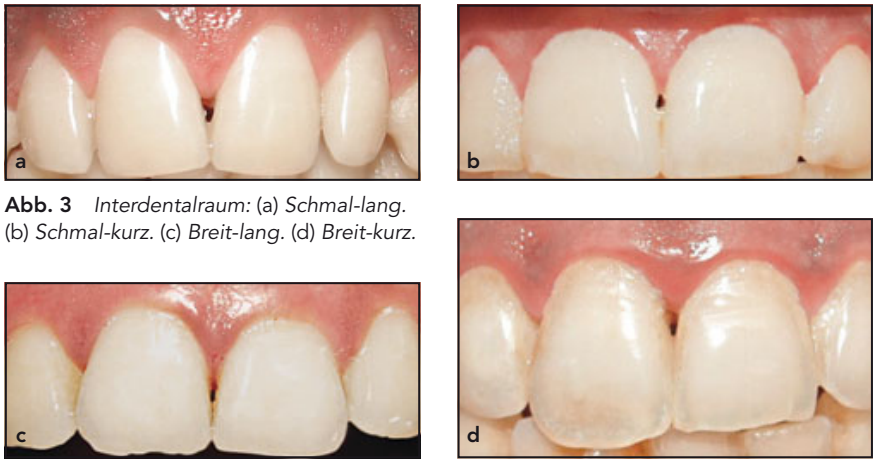 a
b
Abb. 3 Interdentalraum: (a) Schmal-lang.
(b) Schmal-kurz. (c) Breit-lang. (d) Breit-kurz.
c
d